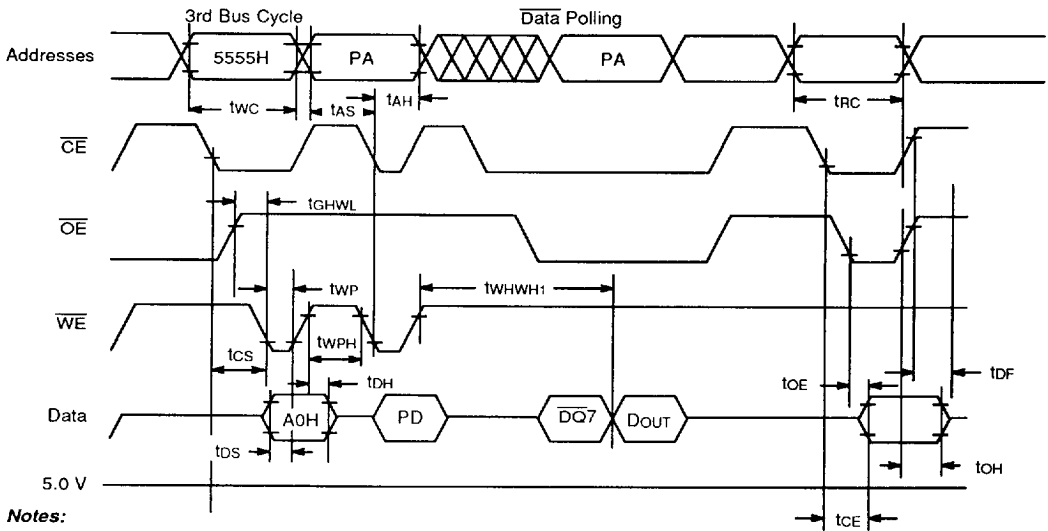 3rd Bus Cycle
Data Polling
Addresses
5555H
PA
PA
tWC
tAS
tAH
tRC
CE
tGHWL
OE
tWP
tWHWH1
WE
tCS
tWPH
tDH
tOE
tDF
Data
A0H
PD
DQ7
DOUT
tDS
tOH
5.0 V
tCE
Notes: